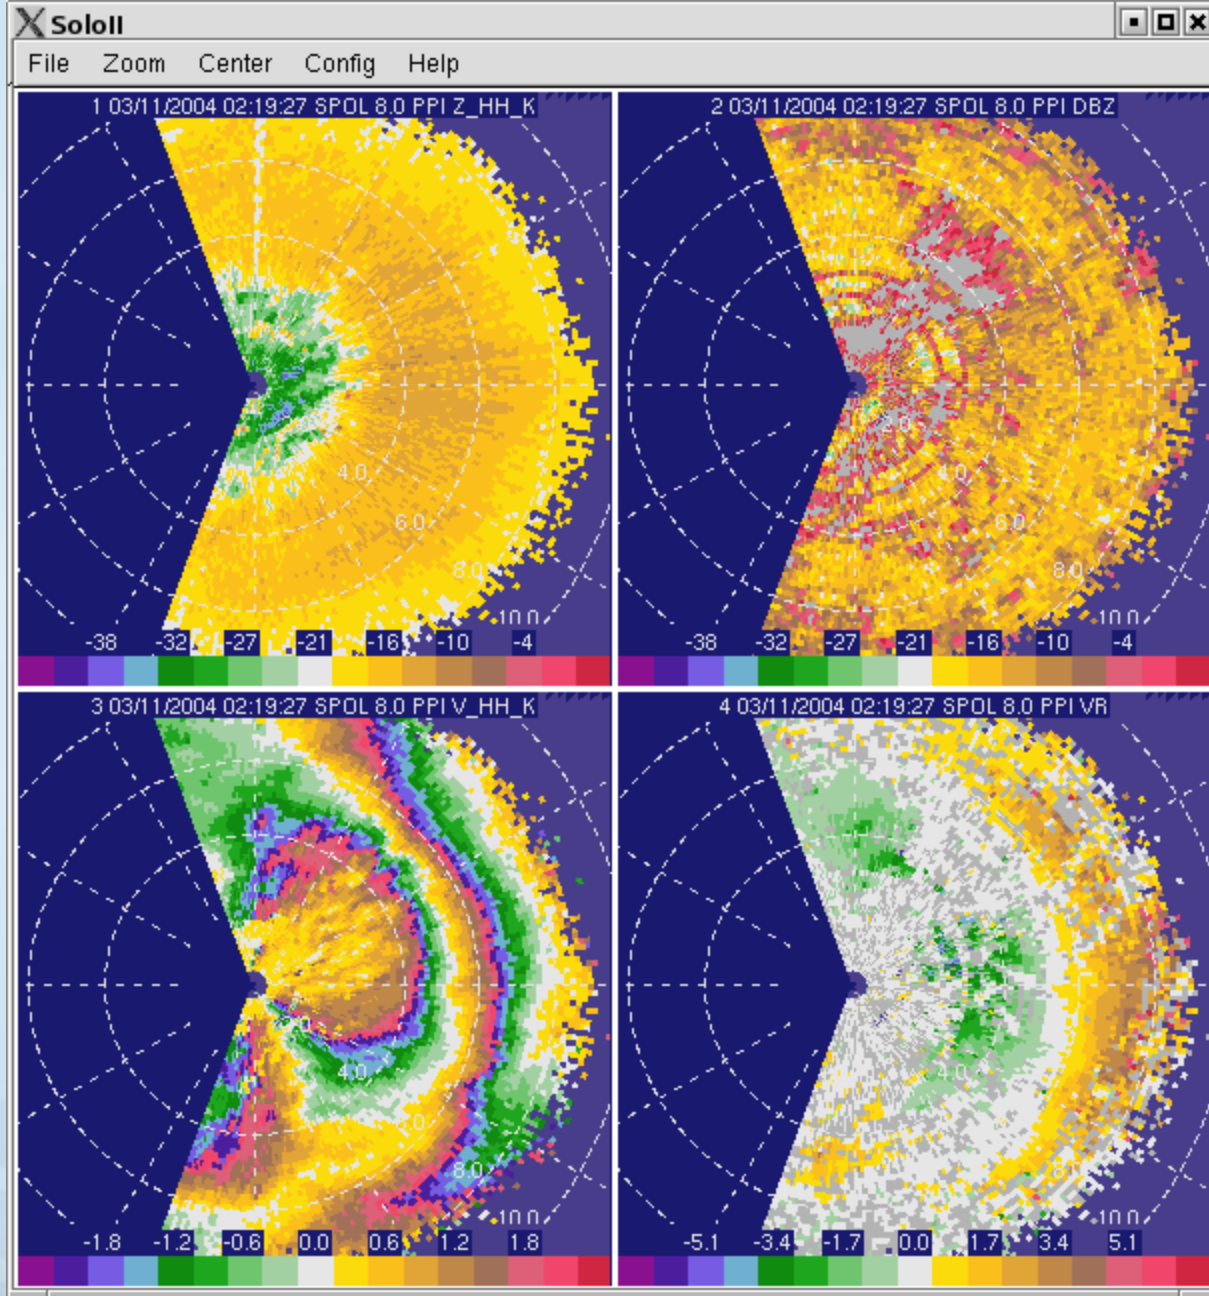 SoloII
File Zoom Center Config Help
1 03/11/2004 02:19:27 SPOL 8.0 PPI Z_HH_K
4.0
6.0
8.0
10.0
-38 -32 -27 -21 -16 -10 -4
2 03/11/2004 02:19:27 SPOL 8.0 PPI DBZ
2.0
4.0
6.0
8.0
10.0
-38 -32 -27 -21 -16 -10 -4
3 03/11/2004 02:19:27 SPOL 8.0 PPI V_HH_K
2.0
4.0
8.0
10.0
-1.8 -1.2 -0.6 0.0 0.6 1.2 1.8
4 03/11/2004 02:19:27 SPOL 8.0 PPI VR
4.0
8.0
10.0
-5.1 -3.4 -1.7 0.0 1.7 3.4 5.1